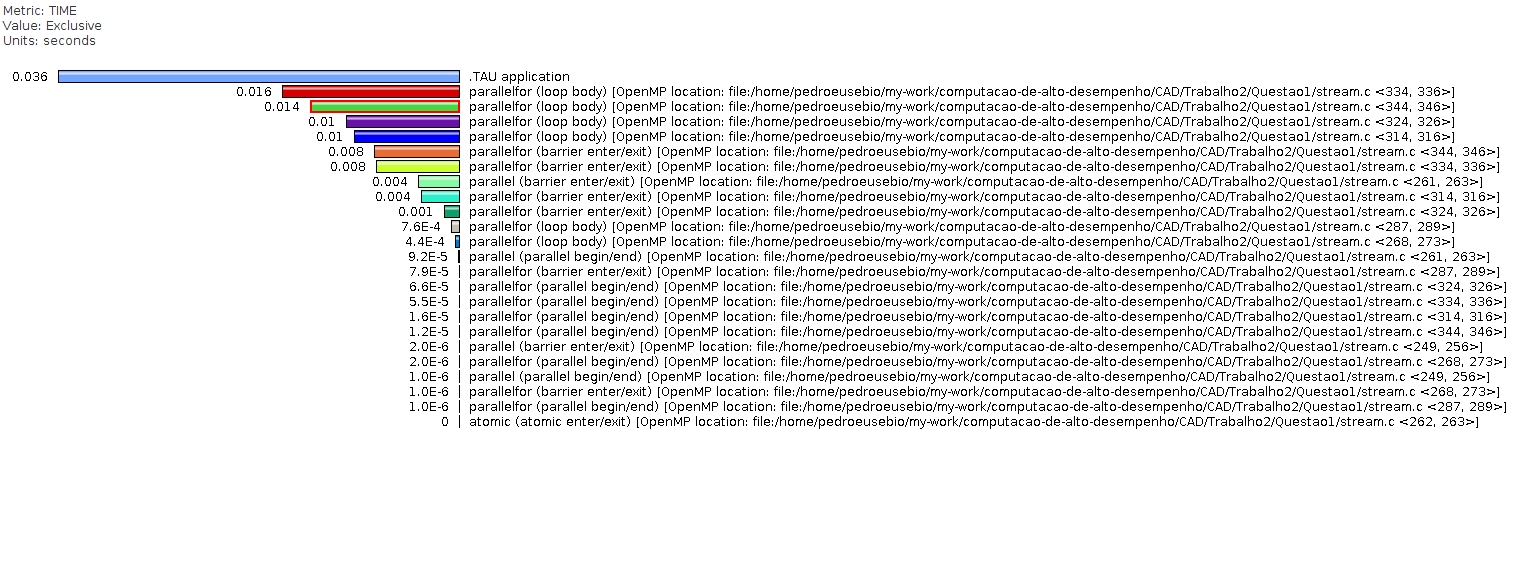 Metric: TIME
Value: Exclusive
Units: seconds
0.036 .TAU application
0.016 parallelfor (loop body) [OpenMP location: file:/home/pedroeusebio/my-work/computacao-de-alto-desempenho/CAD/Trabalho2/Questao1/stream.c <334, 336>]
0.014 parallelfor (loop body) [OpenMP location: file:/home/pedroeusebio/my-work/computacao-de-alto-desempenho/CAD/Trabalho2/Questao1/stream.c <344, 346>]
0.01 parallelfor (loop body) [OpenMP location: file:/home/pedroeusebio/my-work/computacao-de-alto-desempenho/CAD/Trabalho2/Questao1/stream.c <324, 326>]
0.01 parallelfor (loop body) [OpenMP location: file:/home/pedroeusebio/my-work/computacao-de-alto-desempenho/CAD/Trabalho2/Questao1/stream.c <314, 316>]
0.008 parallelfor (barrier enter/exit) [OpenMP location: file:/home/pedroeusebio/my-work/computacao-de-alto-desempenho/CAD/Trabalho2/Questao1/stream.c <344, 346>]
0.008 parallelfor (barrier enter/exit) [OpenMP location: file:/home/pedroeusebio/my-work/computacao-de-alto-desempenho/CAD/Trabalho2/Questao1/stream.c <334, 336>]
0.004 parallel (barrier enter/exit) [OpenMP location: file:/home/pedroeusebio/my-work/computacao-de-alto-desempenho/CAD/Trabalho2/Questao1/stream.c <261, 263>]
0.004 parallelfor (barrier enter/exit) [OpenMP location: file:/home/pedroeusebio/my-work/computacao-de-alto-desempenho/CAD/Trabalho2/Questao1/stream.c <314, 316>]
0.001 parallelfor (barrier enter/exit) [OpenMP location: file:/home/pedroeusebio/my-work/computacao-de-alto-desempenho/CAD/Trabalho2/Questao1/stream.c <324, 326>]
7.6E-4 parallelfor (loop body) [OpenMP location: file:/home/pedroeusebio/my-work/computacao-de-alto-desempenho/CAD/Trabalho2/Questao1/stream.c <287, 289>]
4.4E-4 parallelfor (loop body) [OpenMP location: file:/home/pedroeusebio/my-work/computacao-de-alto-desempenho/CAD/Trabalho2/Questao1/stream.c <268, 273>]
9.2E-5 parallel (parallel begin/end) [OpenMP location: file:/home/pedroeusebio/my-work/computacao-de-alto-desempenho/CAD/Trabalho2/Questao1/stream.c <261, 263>]
7.9E-5 parallelfor (barrier enter/exit) [OpenMP location: file:/home/pedroeusebio/my-work/computacao-de-alto-desempenho/CAD/Trabalho2/Questao1/stream.c <287, 289>]
6.6E-5 parallelfor (parallel begin/end) [OpenMP location: file:/home/pedroeusebio/my-work/computacao-de-alto-desempenho/CAD/Trabalho2/Questao1/stream.c <324, 326>]
5.5E-5 parallelfor (parallel begin/end) [OpenMP location: file:/home/pedroeusebio/my-work/computacao-de-alto-desempenho/CAD/Trabalho2/Questao1/stream.c <334, 336>]
1.6E-5 parallelfor (parallel begin/end) [OpenMP location: file:/home/pedroeusebio/my-work/computacao-de-alto-desempenho/CAD/Trabalho2/Questao1/stream.c <314, 316>]
1.2E-5 parallelfor (parallel begin/end) [OpenMP location: file:/home/pedroeusebio/my-work/computacao-de-alto-desempenho/CAD/Trabalho2/Questao1/stream.c <344, 346>]
2.0E-6 parallel (barrier enter/exit) [OpenMP location: file:/home/pedroeusebio/my-work/computacao-de-alto-desempenho/CAD/Trabalho2/Questao1/stream.c <249, 256>]
2.0E-6 parallelfor (parallel begin/end) [OpenMP location: file:/home/pedroeusebio/my-work/computacao-de-alto-desempenho/CAD/Trabalho2/Questao1/stream.c <268, 273>]
1.0E-6 parallel (parallel begin/end) [OpenMP location: file:/home/pedroeusebio/my-work/computacao-de-alto-desempenho/CAD/Trabalho2/Questao1/stream.c <249, 256>]
1.0E-6 parallelfor (barrier enter/exit) [OpenMP location: file:/home/pedroeusebio/my-work/computacao-de-alto-desempenho/CAD/Trabalho2/Questao1/stream.c <268, 273>]
1.0E-6 parallelfor (parallel begin/end) [OpenMP location: file:/home/pedroeusebio/my-work/computacao-de-alto-desempenho/CAD/Trabalho2/Questao1/stream.c <287, 289>]
0 atomic (atomic enter/exit) [OpenMP location: file:/home/pedroeusebio/my-work/computacao-de-alto-desempenho/CAD/Trabalho2/Questao1/stream.c <262, 263>]